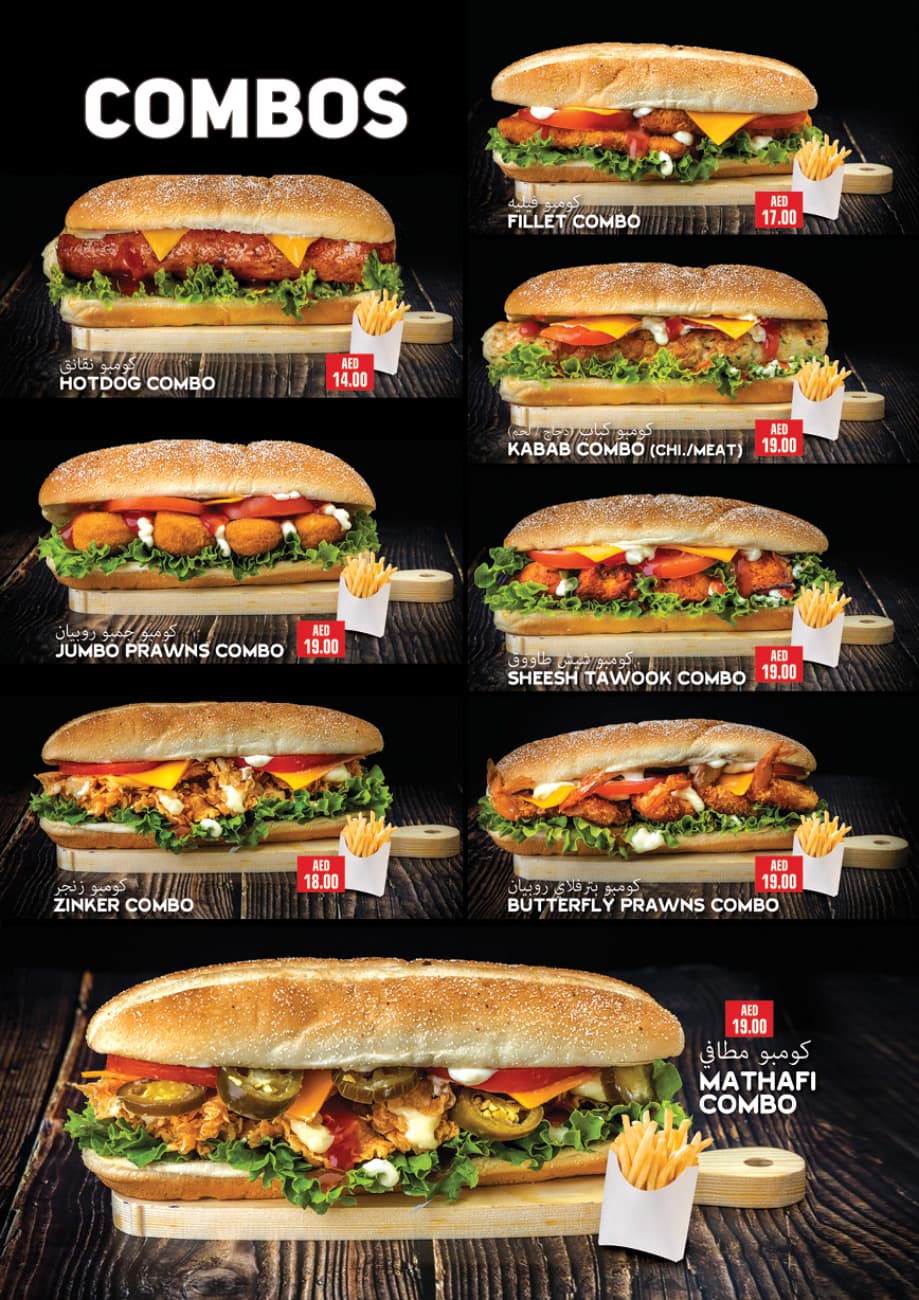 COMBOS
كومبو نقانق
HOTDOG COMBO
AED
14.00
كومبو جمبو روبيان
JUMBO PRAWNS COMBO
AED
19.00
كومبو زنجر
ZINKER COMBO
AED
18.00
كومبو فيليه
FILLET COMBO
AED
17.00
كومبو كباب (دجاج / لحم)
KABAB COMBO (CHI./MEAT)
AED
19.00
كومبو شيش طاووق
SHEESH TAWOOK COMBO
AED
19.00
كومبو بترفلاي روبيان
BUTTERFLY PRAWNS COMBO
AED
19.00
AED
19.00
كومبو مطافي
MATHAFI
COMBO